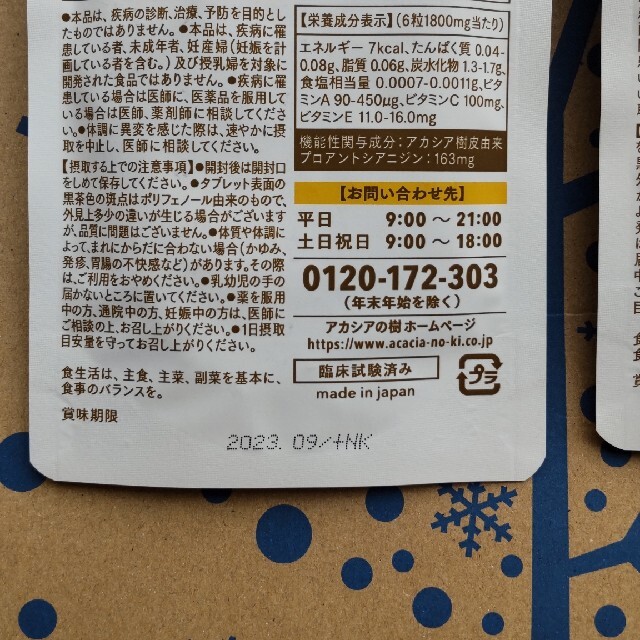 ●本品は、疾病の診断、治療、予防を目的とし
たものではありません。●本品は、疾病に罹
患している者、未成年者、妊産婦(妊娠を計
画している者を含む。)及び授乳婦を対象に
開発された食品ではありません。●疾病に罹
患している場合は医師に、医薬品を服用して
いる場合は医師、薬剤師に相談してくださ
い。●体調に異変を感じた際は、速やかに摂
取を中止し、医師に相談してください。
【摂取する上での注意事項】●開封後は開封口
をしめて保存してください。●タブレット表面の
黒茶色の斑点はポリフェノール由来のもので、
外見上多少の違いが生じる場合がございます
が、品質に問題はございません。●体質や体調に
よって、まれにからだに合わない場合(かゆみ、
発疹、胃腸の不快感など)があります。その際
は、ご利用をおやめください。●乳幼児の手の
届かないところに置いてください。●薬を服用
中の方、通院中の方、妊娠中の方は、医師に
ご相談の上、お召し上がりください。●1日摂取
目安量を守ってお召し上がりください。
食生活は、主食、主菜、副菜を基本に、
食事のバランスを。
賞味期限
2023.09/+NK
【栄養成分表示】(6粒1800mg当たり)
エネルギー 7kcal、たんぱく質 0.04-
0.08g、脂質 0.06g、炭水化物 1.3-1.7g、
食塩相当量 0.0007-0.0011g、ビタ
ミンA 90-450μg、ビタミンC 100mg、
ビタミンE 11.0-16.0mg
機能性関与成分：アカシア樹皮由来
プロアントシアニジン：163mg
【お問い合わせ先】
平日 9:00 〜 21:00
土日祝日 9:00 〜 18:00
0120-172-303
(年末年始を除く)
アカシアの樹 ホームページ
https://www.acacia-no-ki.co.jp
臨床試験済み
made in japan
プラ